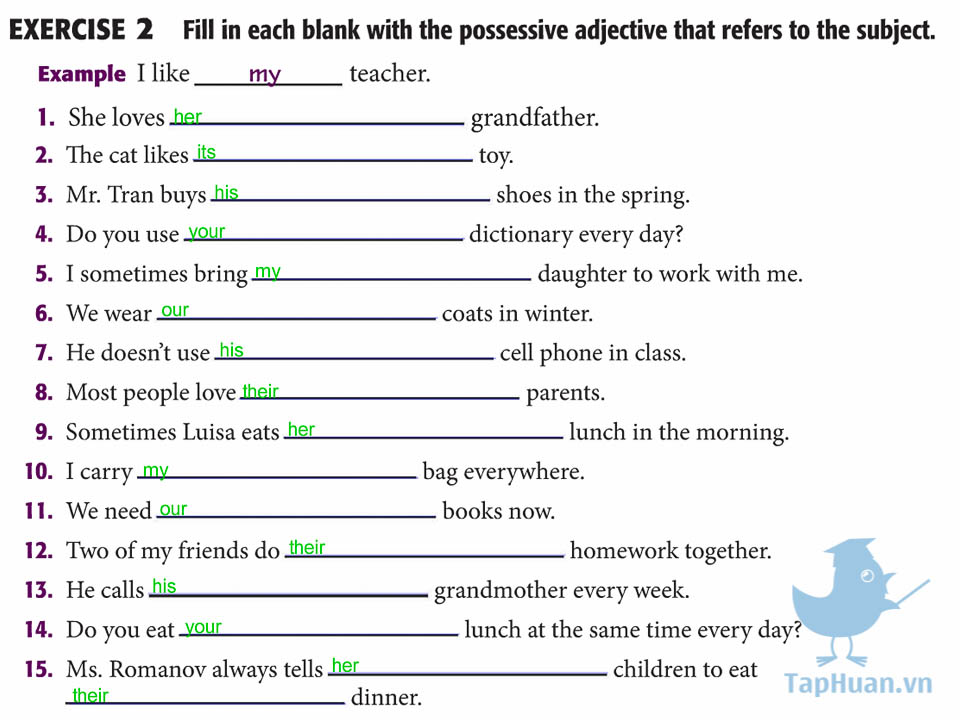 EXERCISE 2 Fill in each blank with the possessive adjective that refers to the subject.
Example I like my teacher.
1. She loves her grandfather.
2. The cat likes its toy.
3. Mr. Tran buys his shoes in the spring.
4. Do you use your dictionary every day?
5. I sometimes bring my daughter to work with me.
6. We wear our coats in winter.
7. He doesn't use his cell phone in class.
8. Most people love their parents.
9. Sometimes Luisa eats her lunch in the morning.
10. I carry my bag everywhere.
11. We need our books now.
12. Two of my friends do their homework together.
13. He calls his grandmother every week.
14. Do you eat your lunch at the same time every day?
15. Ms. Romanov always tells her children to eat
their dinner.
TapHuan.vn